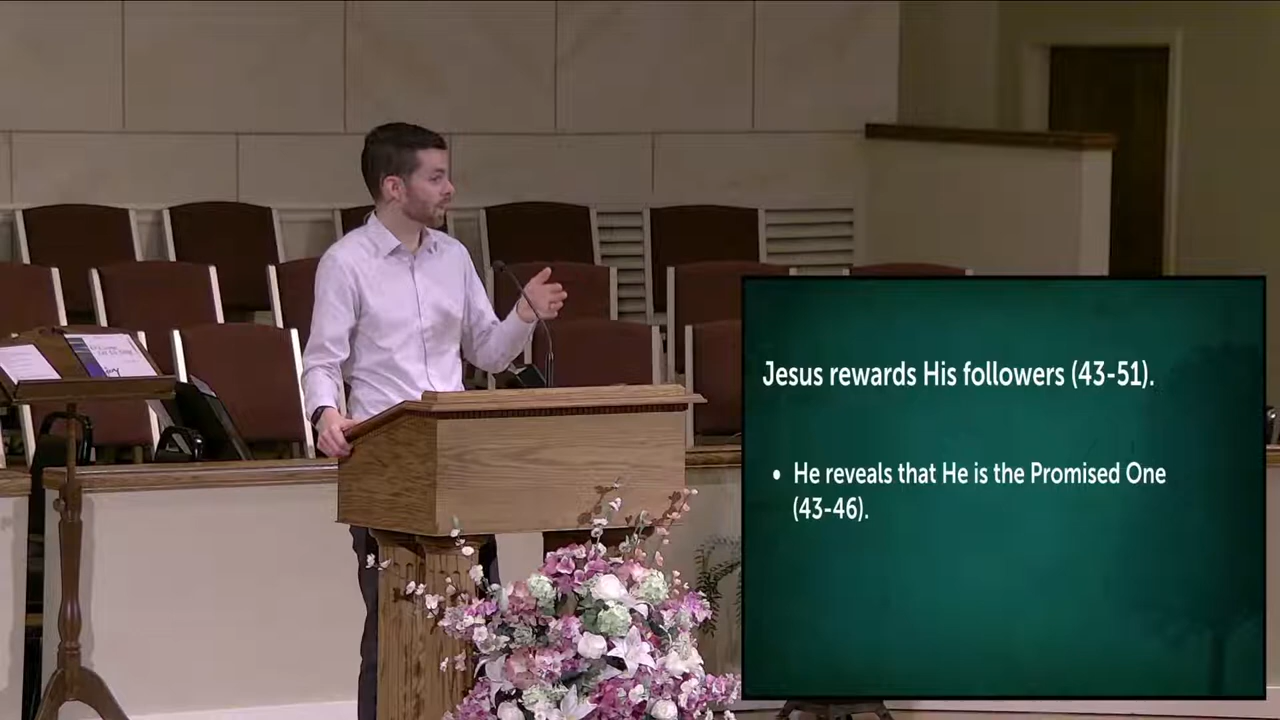 Jesus rewards His followers (43-51).
• He reveals that He is the Promised One
(43-46).